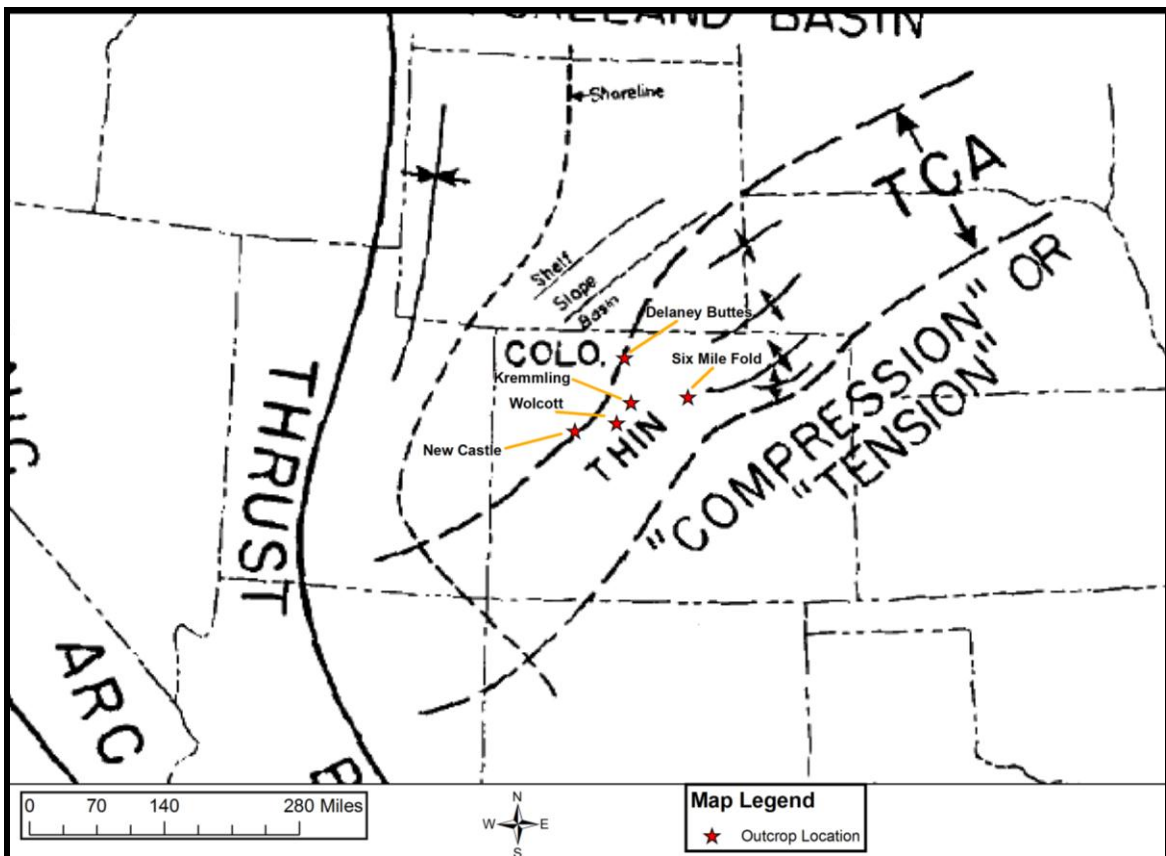 ELAND BASIN
Shoreline
TCA
Shelf
Slope
Basin
Delaney Buttes
COLO.
Six Mile Fold
Kremmling
Wolcott
New Castle
THIN
"COMPRESSION" OR
"TENSION"
THRUST
ARC
B
0 70 140 280 Miles
N
W E
S
Map Legend
Outcrop Location